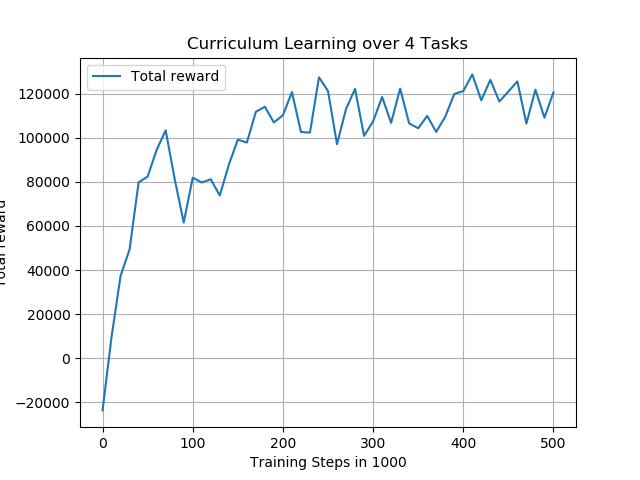 Curriculum Learning over 4 Tasks
Total reward
120000
100000
80000
60000
40000
20000
0
−20000
Total reward
0 100 200 300 400 500
Training Steps in 1000